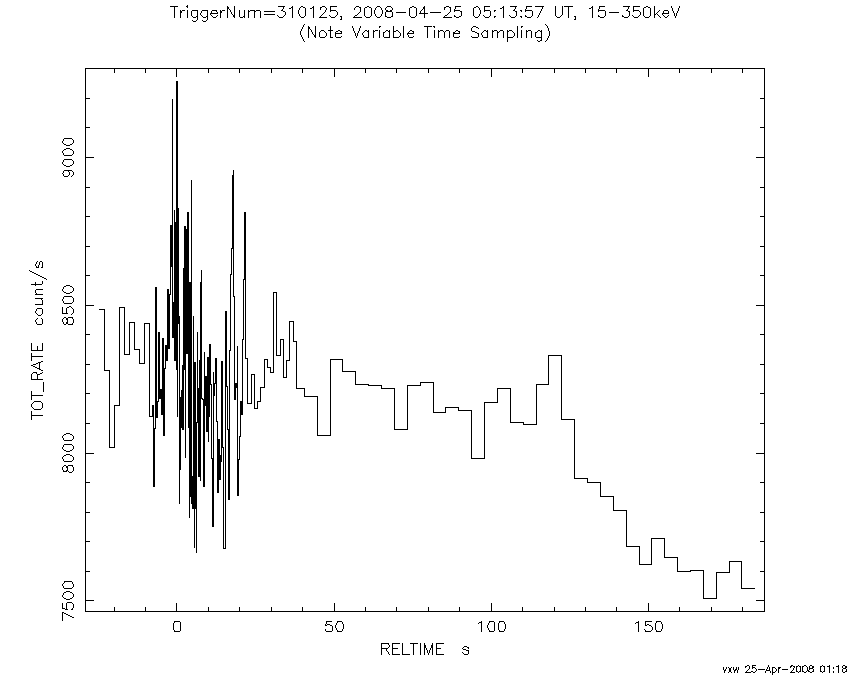 TriggerNum=310125, 2008-04-25 05:13:57 UT, 15-350keV
(Note Variable Time Sampling)
TOT_RATE count/s
9000
8500
8000
7500
0 50 100 150
RELTIME s
vxw 25-Apr-2008 01:18